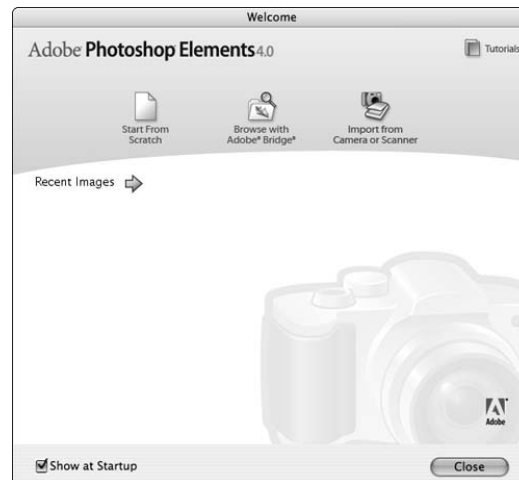 Welcome
Adobe® Photoshop® Elements 4.0
Tutorials
Start From
Scratch
Browse with
Adobe® Bridge®
Import from
Camera or Scanner
Recent Images
Adobe
Show at Startup
Close